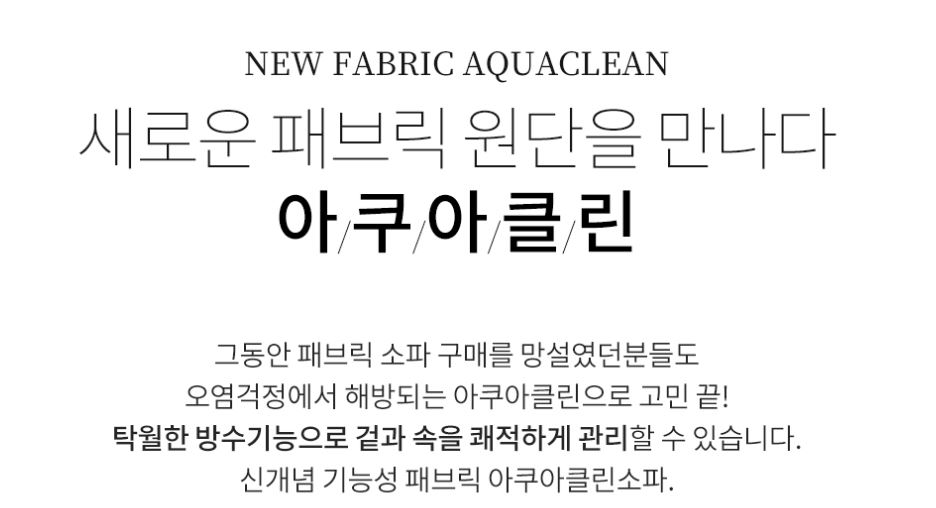 NEW FABRIC AQUACLEAN
새로운 패브릭 원단을 만나다
아/쿠/아/클/린
그동안 패브릭 소파 구매를 망설였던분들도
오염걱정에서 해방되는 아쿠아클린으로 고민 끝!
탁월한 방수기능으로 겉과 속을 쾌적하게 관리할 수 있습니다.
신개념 기능성 패브릭 아쿠아클린소파.